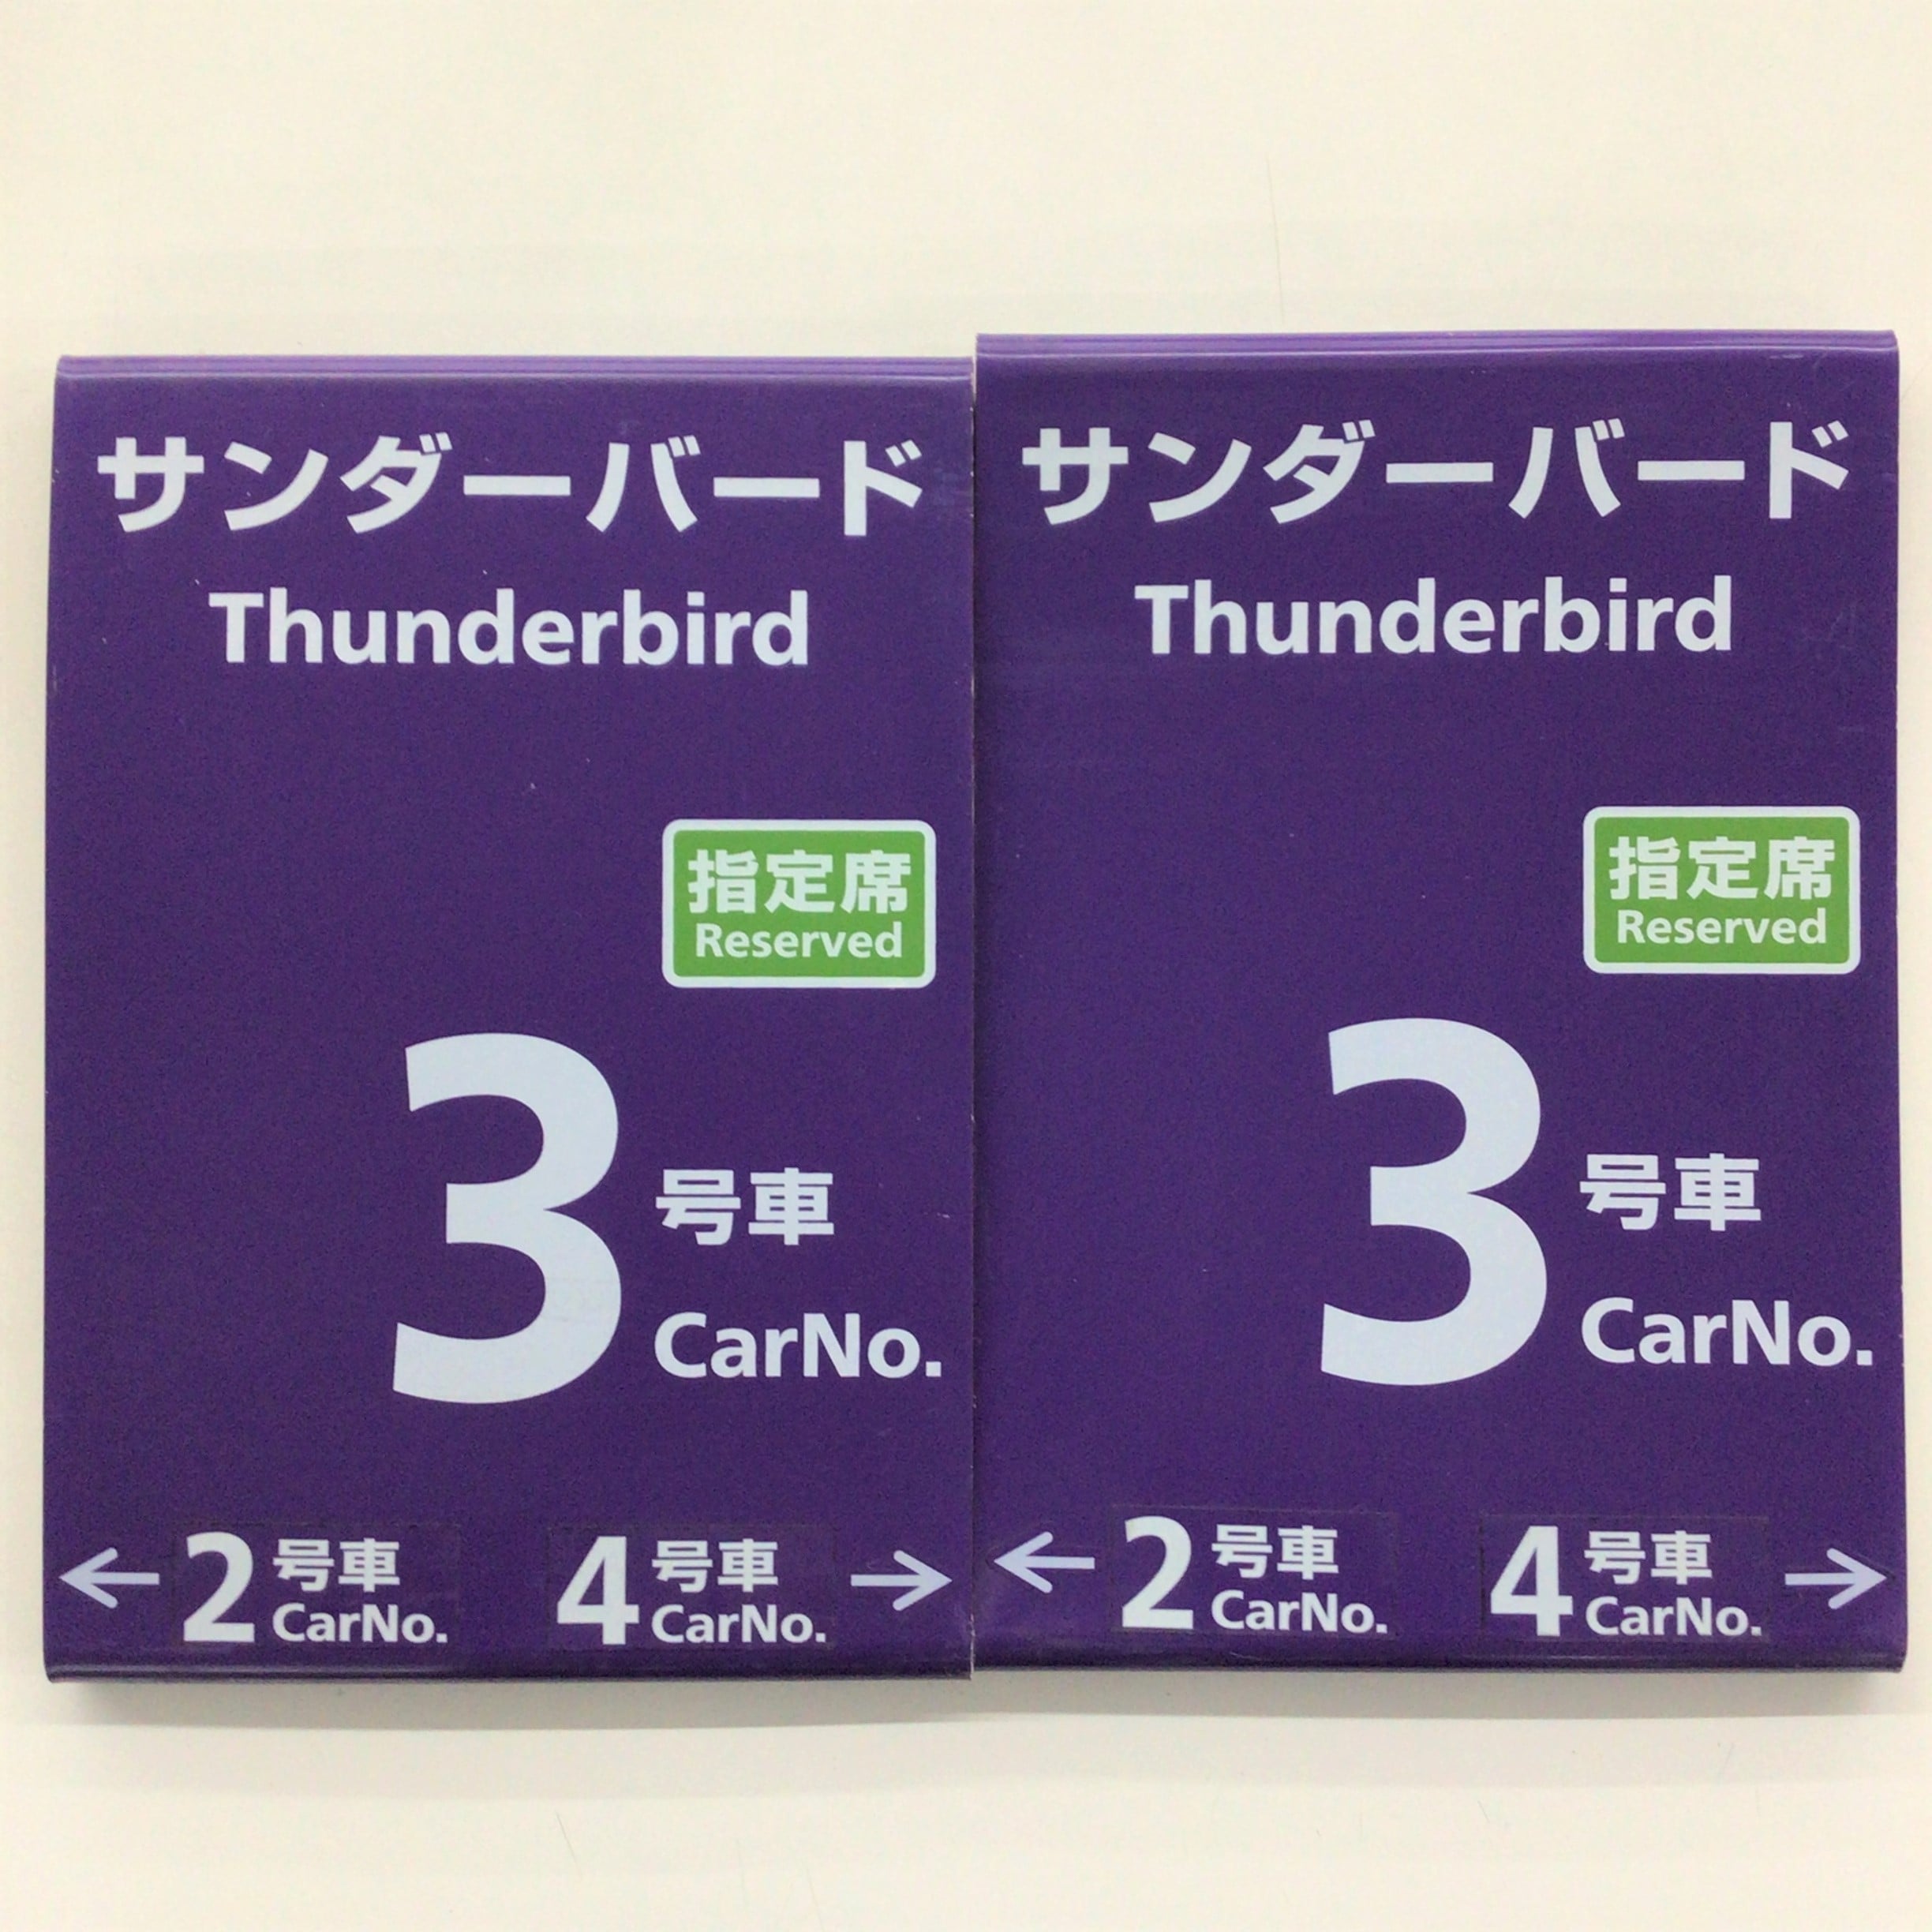 サンダーバード
Thunderbird
指定席
Reserved
3号車
CarNo.
← 2号車 CarNo. 4号車 CarNo. →
サンダーバード
Thunderbird
指定席
Reserved
3号車
CarNo.
← 2号車 CarNo. 4号車 CarNo. →